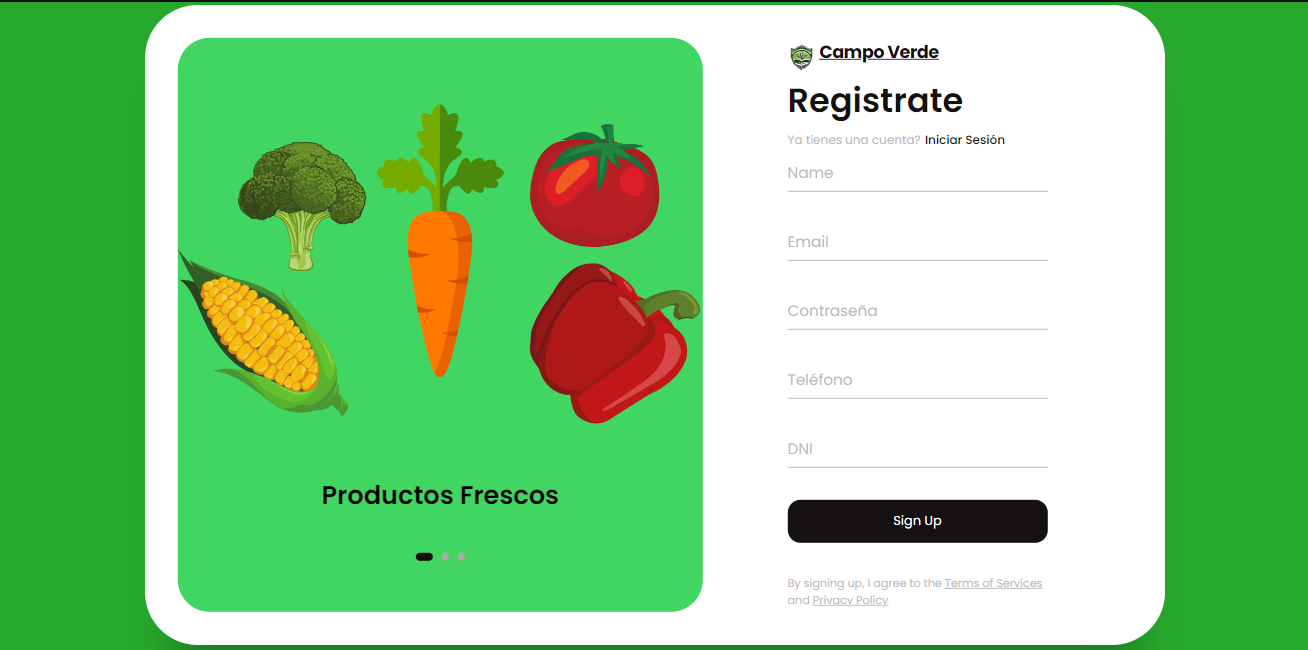 Campo Verde
Registrate
Ya tienes una cuenta? Iniciar Sesión
Name
Email
Contraseña
Teléfono
DNI
Sign Up
By signing up, I agree to the Terms of Services
and Privacy Policy
Productos Frescos